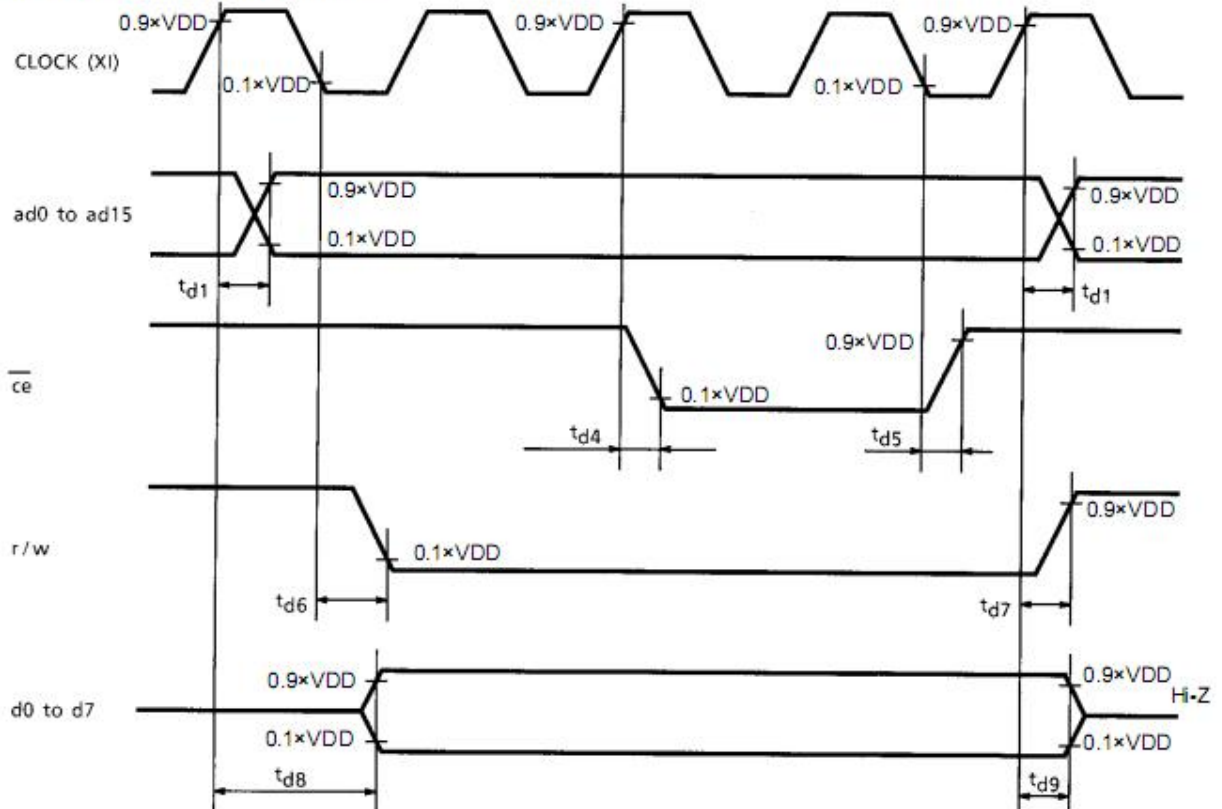 0.9×VDD 0.9×VDD 0.9×VDD
CLOCK (XI)
0.1×VDD 0.1×VDD
0.9×VDD 0.9×VDD
ad0 to ad15
0.1×VDD 0.1×VDD
td1 td1
0.9×VDD
ce
0.1×VDD
td4 td5
0.9×VDD
r/w
0.1×VDD
td6 td7
0.9×VDD 0.9×VDD
Hi-Z
d0 to d7
0.1×VDD 0.1×VDD
td8 td9